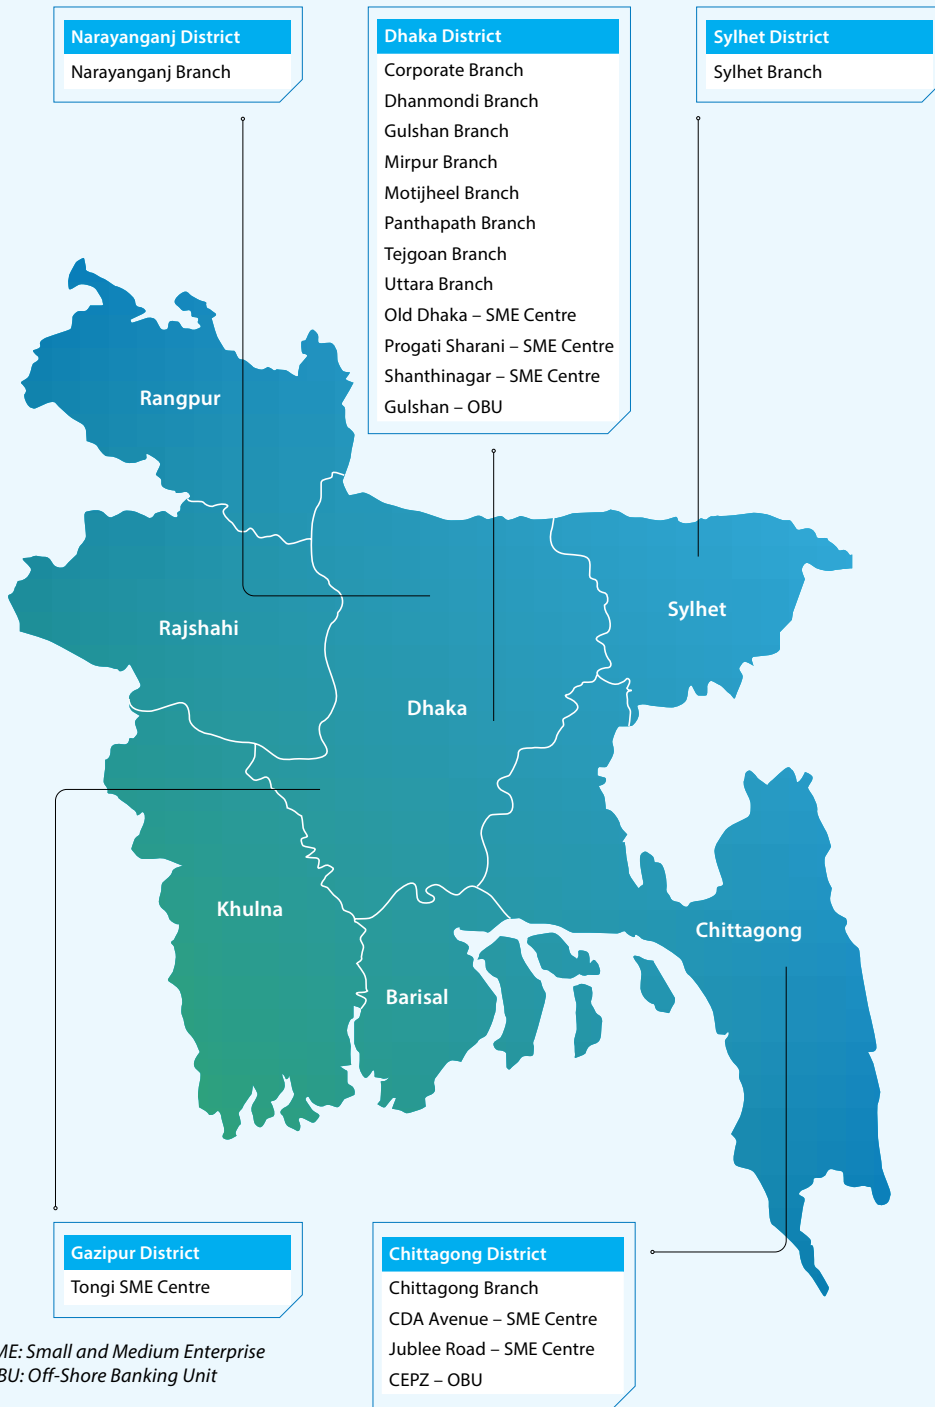 Narayanganj District
Narayanganj Branch
Dhaka District
Corporate Branch
Dhanmondi Branch
Gulshan Branch
Mirpur Branch
Motijheel Branch
Panthapath Branch
Tejgoan Branch
Uttara Branch
Old Dhaka – SME Centre
Progati Sharani – SME Centre
Shanthinagar – SME Centre
Gulshan – OBU
Sylhet District
Sylhet Branch
Rangpur
Rajshahi
Sylhet
Dhaka
Khulna
Chittagong
Barisal
Gazipur District
Tongi SME Centre
Chittagong District
Chittagong Branch
CDA Avenue – SME Centre
Jublee Road – SME Centre
CEPZ – OBU
ME: Small and Medium Enterprise
BU: Off-Shore Banking Unit